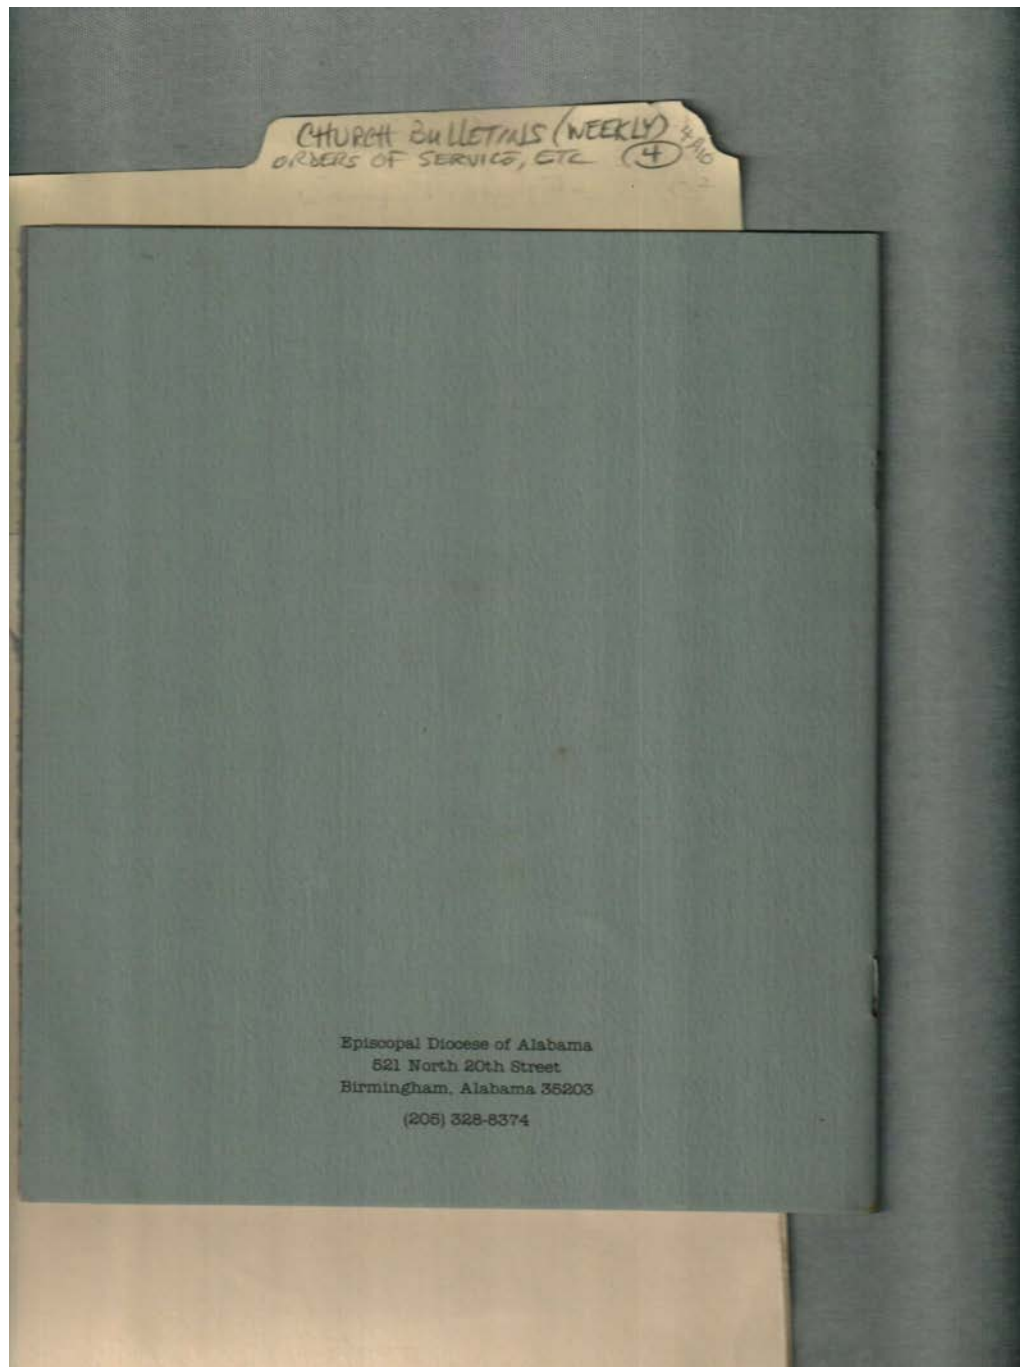 CHURCH BULLETINS (WEEKLY)
ORDERS OF SERVICE, ETC 4
Episcopal Diocese of Alabama
521 North 20th Street
Birmingham, Alabama 35203
(205) 328-8374